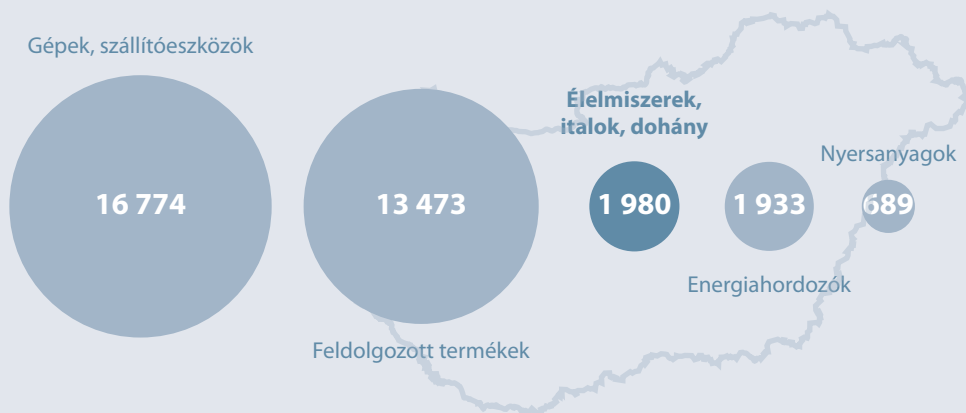 Gépek, szállítóeszközök
16 774
Feldolgozott termékek
13 473
Élelmiszerek,
italok, dohány
1 980
Energiahordozók
1 933
Nyersanyagok
689